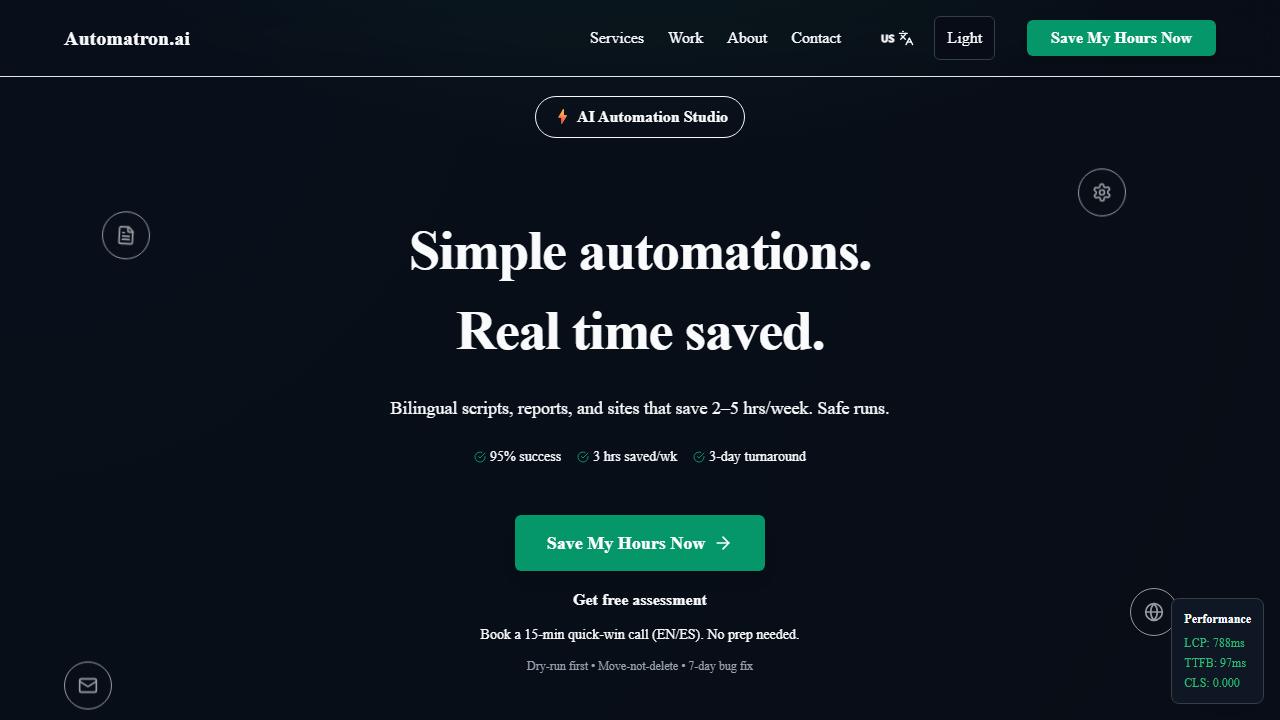 Automatron.ai
Services
Work
About
Contact
US
Light
Save My Hours Now
AI Automation Studio
Simple automations.
Real time saved.
Bilingual scripts, reports, and sites that save 2–5 hrs/week. Safe runs.
95% success
3 hrs saved/wk
3-day turnaround
Save My Hours Now
Get free assessment
Book a 15-min quick-win call (EN/ES). No prep needed.
Dry-run first • Move-not-delete • 7-day bug fix
Performance
LCP: 788ms
TTFB: 97ms
CLS: 0.000